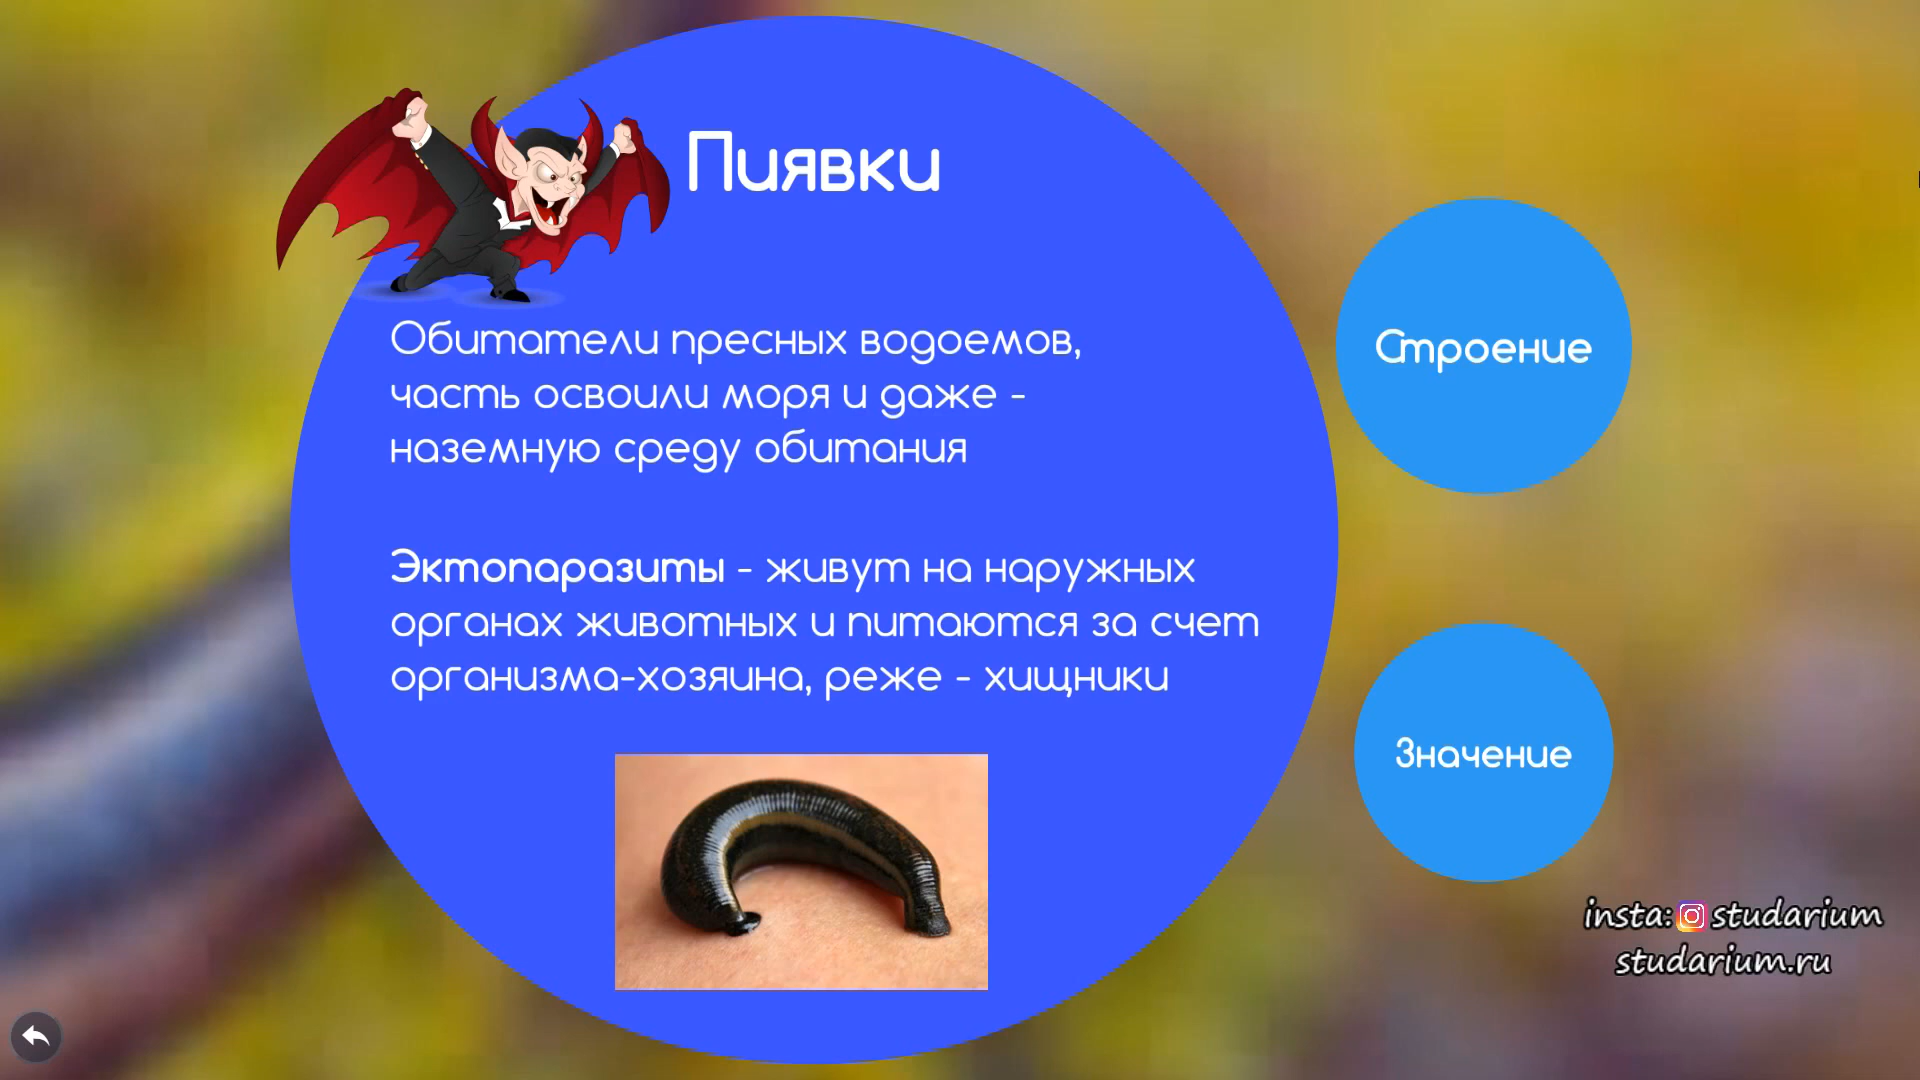 Пиявки
Обитатели пресных водоемов,
часть освоили моря и даже -
наземную среду обитания
Эктопаразиты - живут на наружных
органах животных и питаются за счет
организма-хозяина, реже - хищники
Строение
Значение
insta: studarium
studarium.ru